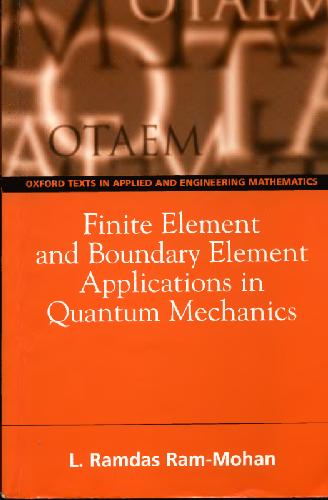 OTAEM
OTAEM
OXFORD TEXTS IN APPLIED AND ENGINEERING MATHEMATICS
Finite Element
and Boundary Element
Applications in
Quantum Mechanics
L. Ramdas Ram-Mohan